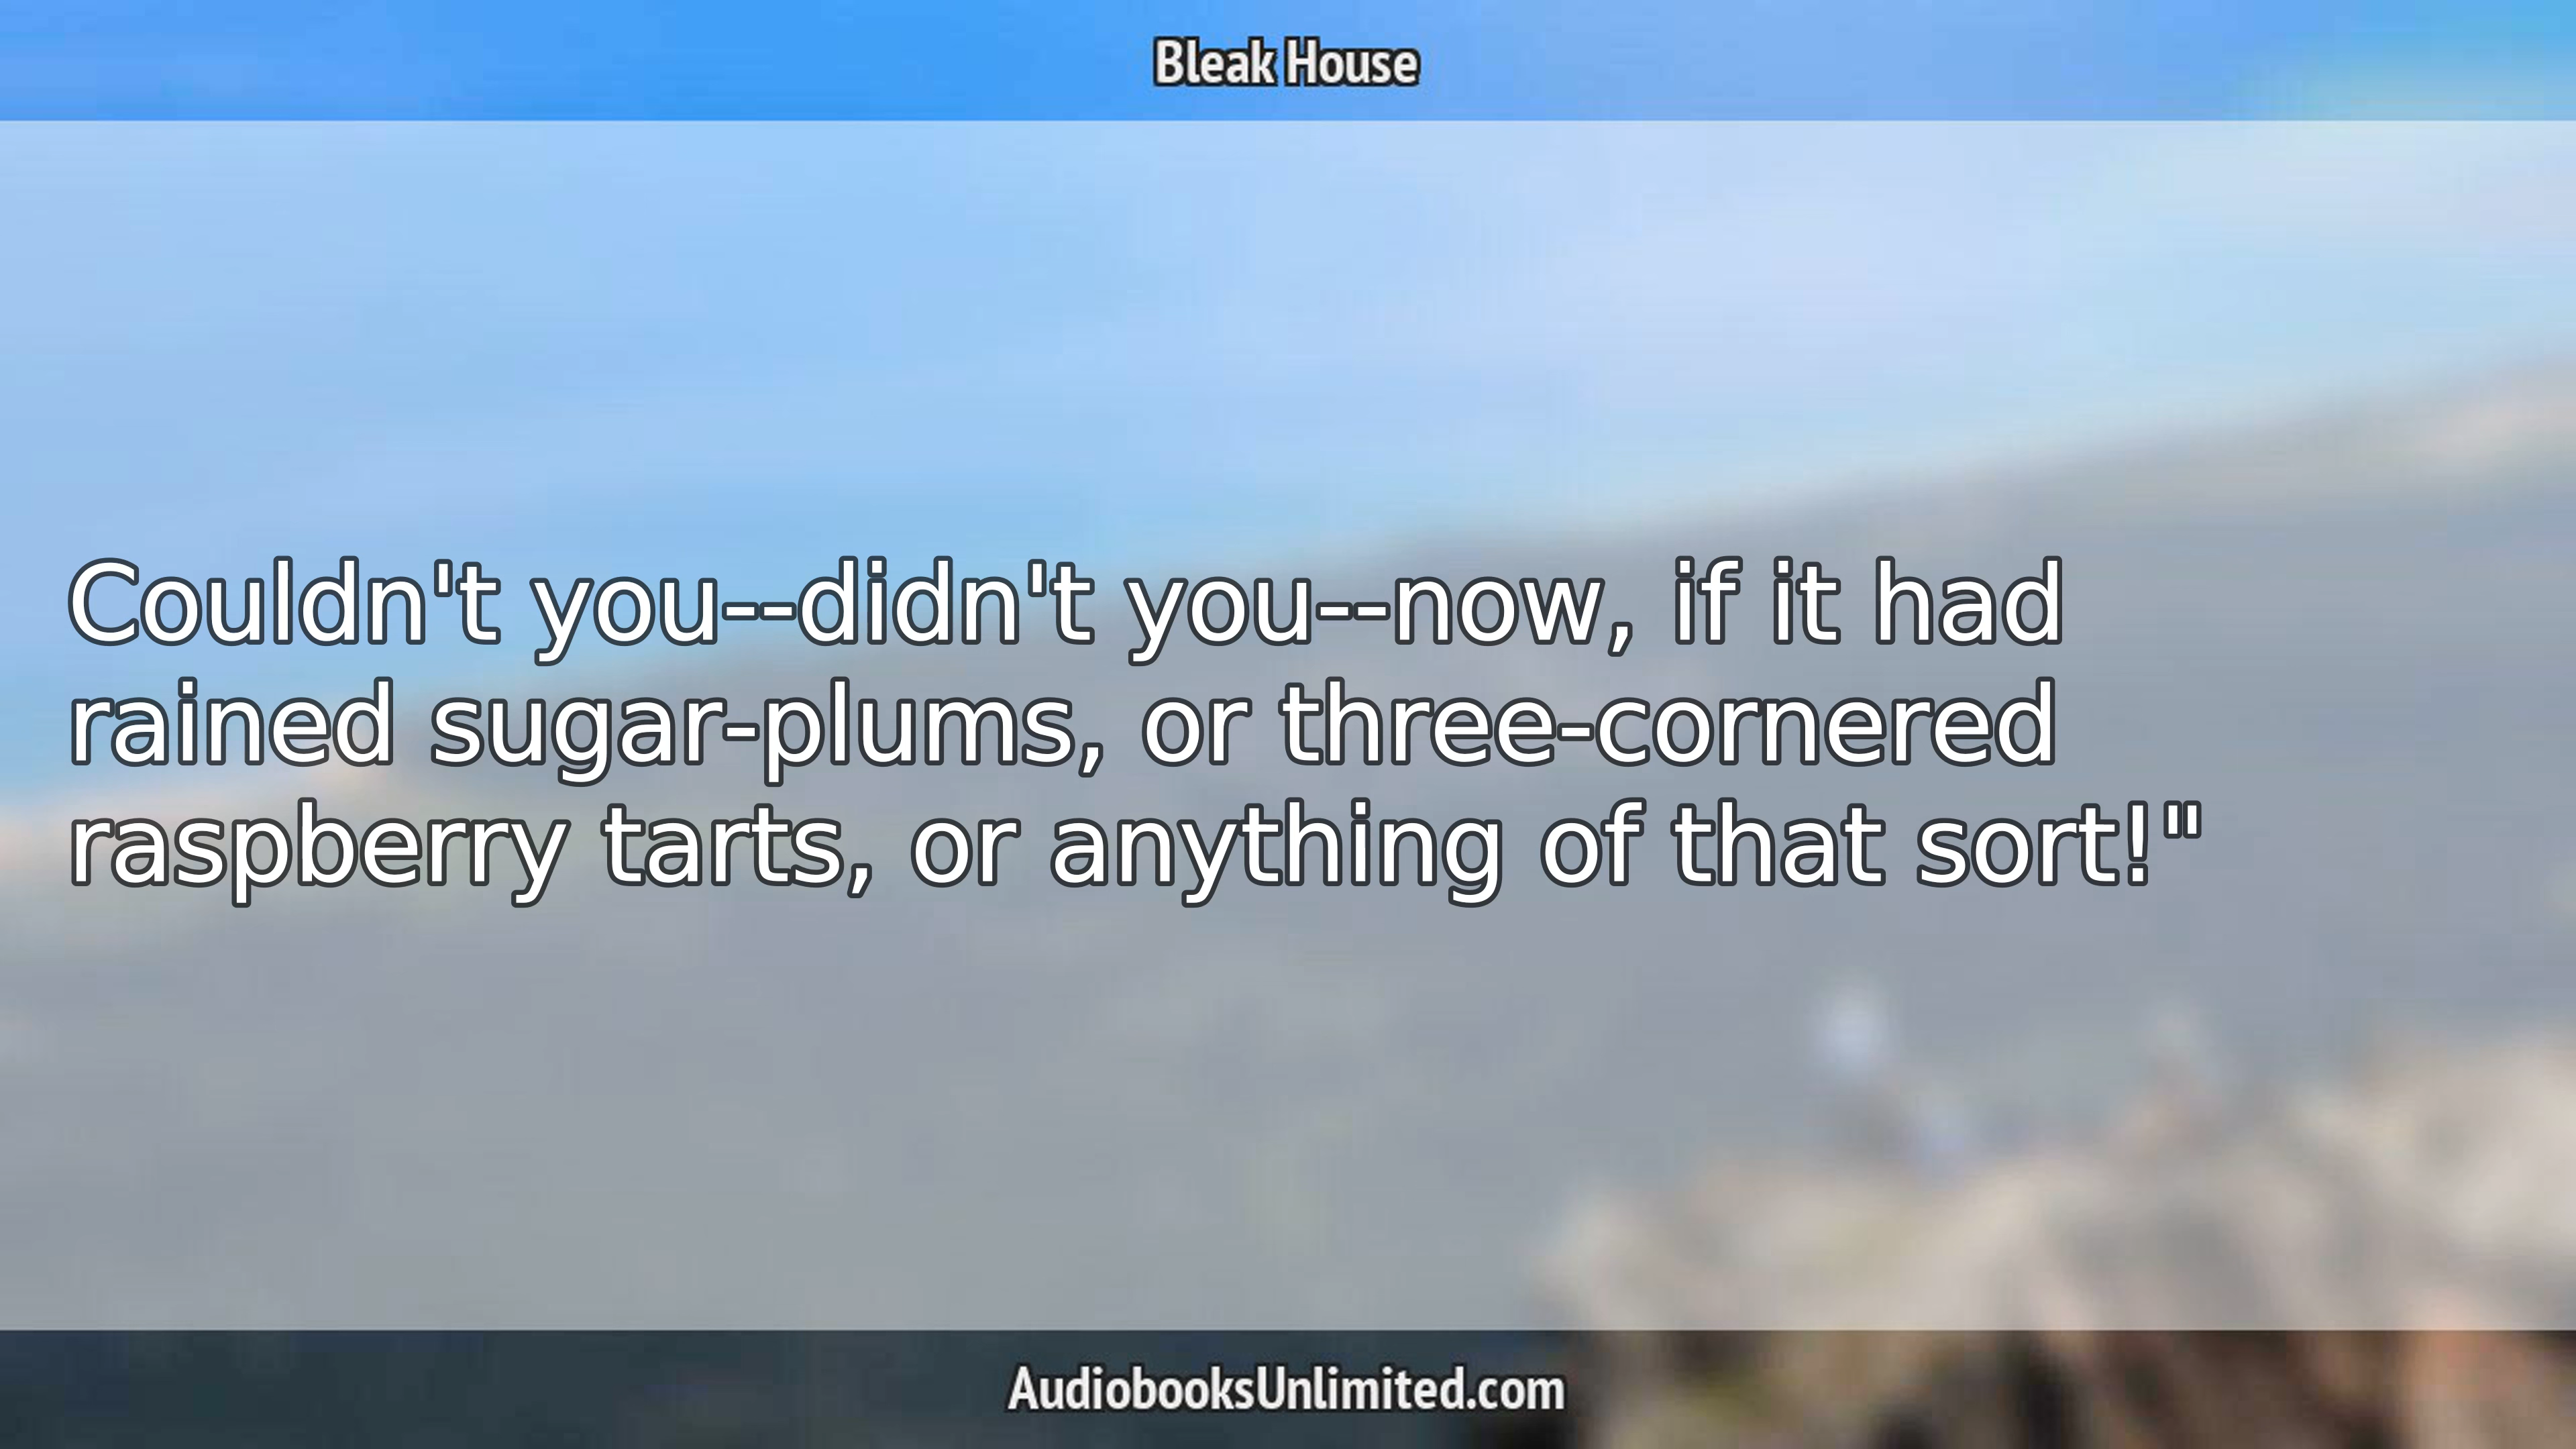 Bleak House
Couldn't you--didn't you--now, if it had
rained sugar-plums, or three-cornered
raspberry tarts, or anything of that sort!"
AudiobooksUnlimited.com